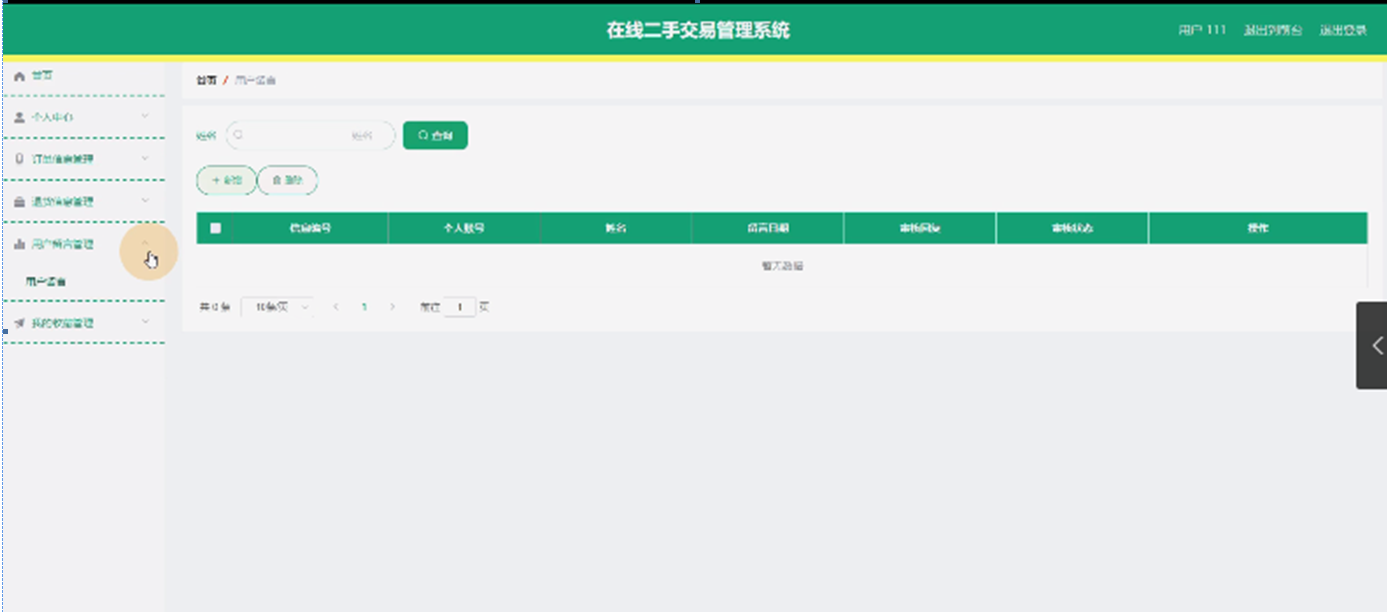 在线二手交易管理系统
用户 111 退出到前台 退出登录
首页
个人中心
订单信息管理
退货信息管理
用户留言管理
用户留言
我的收藏管理
首页 / 用户留言
姓名 姓名 查询
+ 新增 删除
信息编号 个人账号 姓名 留言日期 审核回复 审核状态 操作
暂无数据
共 0 条 10条/页 1 前往 1 页